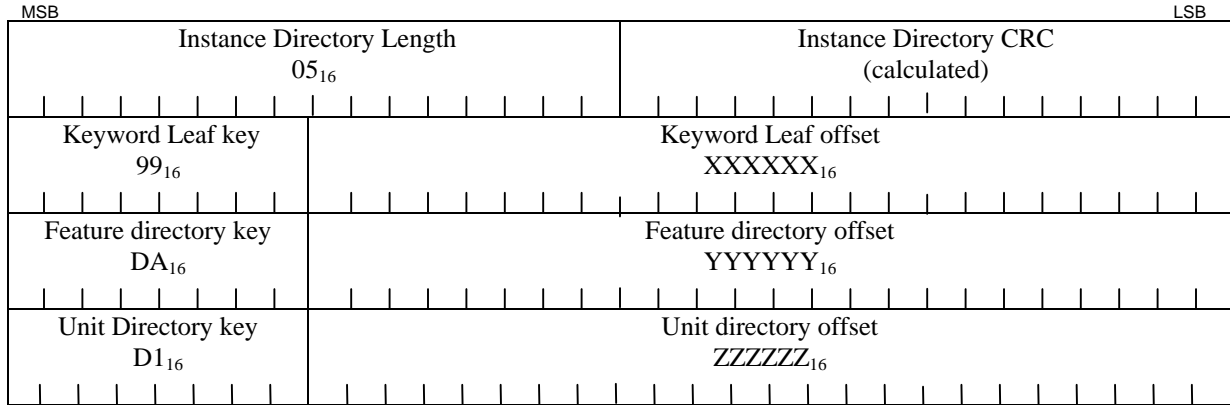 MSB LSB
Instance Directory Length Instance Directory CRC
05₁₆ (calculated)
Keyword Leaf key Keyword Leaf offset
99₁₆ XXXXXX₁₆
Feature directory key Feature directory offset
DA₁₆ YYYYYY₁₆
Unit Directory key Unit directory offset
D1₁₆ ZZZZZZ₁₆